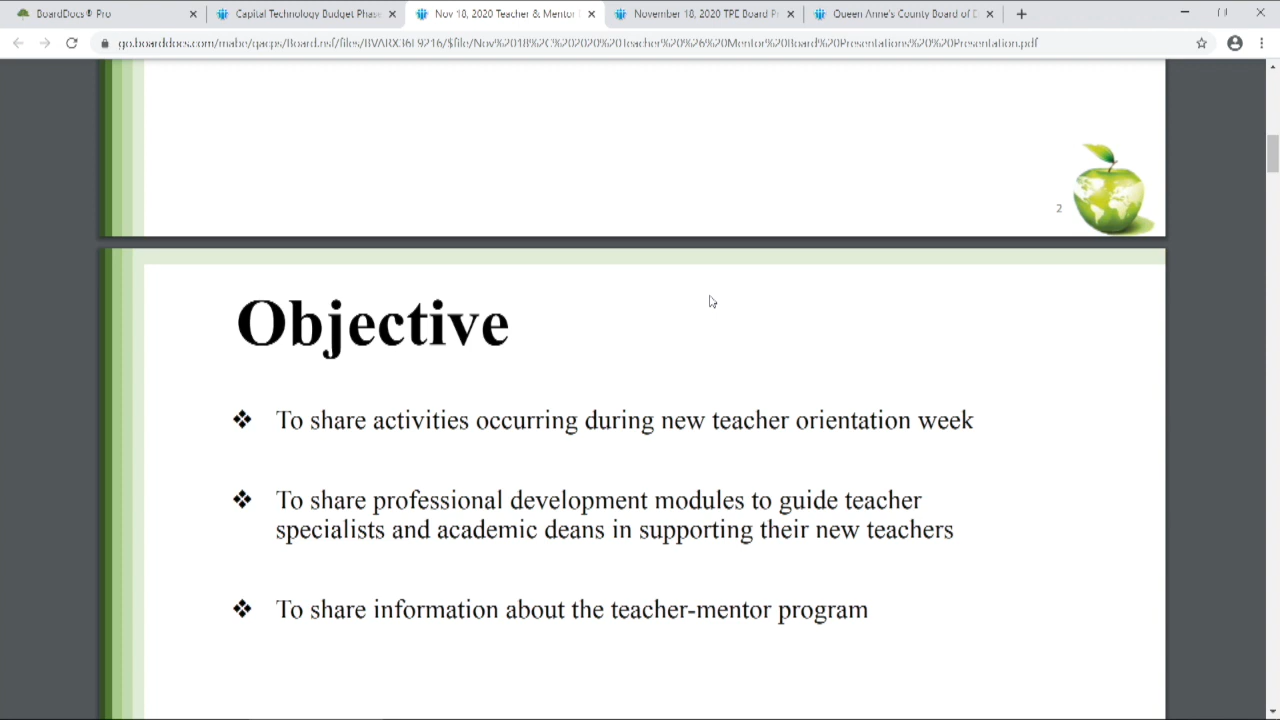 BoardDocs® Pro
Capital Technology Budget Phase
Nov 18, 2020 Teacher & Mentor
November 18, 2020 TPE Board P
Queen Anne's County Board of E
2
Objective
❖ To share activities occurring during new teacher orientation week
❖ To share professional development modules to guide teacher
specialists and academic deans in supporting their new teachers
❖ To share information about the teacher-mentor program